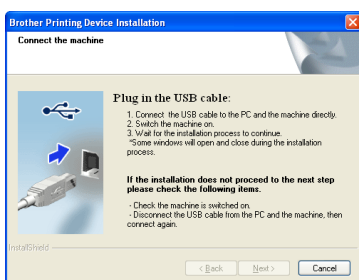 Brother Printing Device Installation
Connect the machine
Plug in the USB cable:
1. Connect the USB cable to the PC and the machine directly.
2. Switch the machine on.
3. Wait for the installation process to continue.
*Some windows will open and close during the installation
process.
If the installation does not proceed to the next step
please check the following items.
- Check the machine is switched on.
- Disconnect the USB cable from the PC and the machine, then
connect again.
InstallShield
< Back
Next >
Cancel